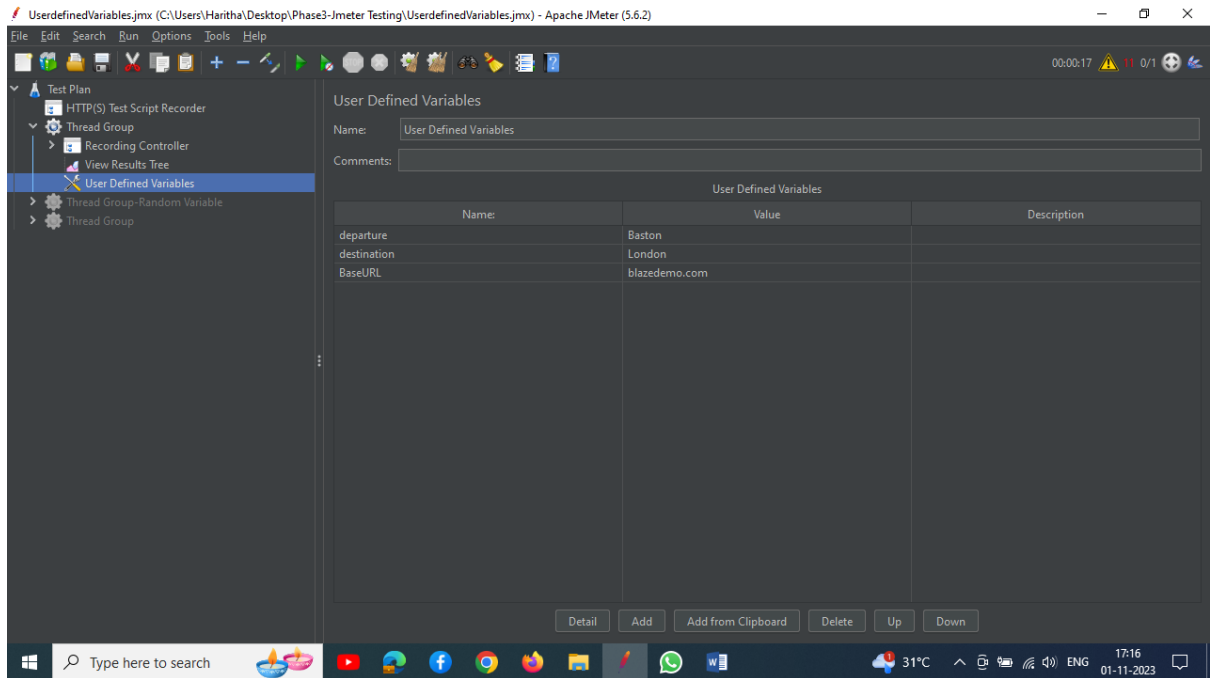 UserdefinedVariables.jmx (C:\Users\Haritha\Desktop\Phase3-Jmeter Testing\UserdefinedVariables.jmx) - Apache JMeter (5.6.2)
File Edit Search Run Options Tools Help
00:00:17 11 0/1
Test Plan
HTTP(S) Test Script Recorder
Thread Group
Recording Controller
View Results Tree
User Defined Variables
Thread Group-Random Variable
Thread Group
User Defined Variables
Name: User Defined Variables
Comments:
User Defined Variables
Name: Value Description
departure Baston
destination London
BaseURL blazedemo.com
Detail Add Add from Clipboard Delete Up Down
Type here to search
31°C ENG 17:16
01-11-2023